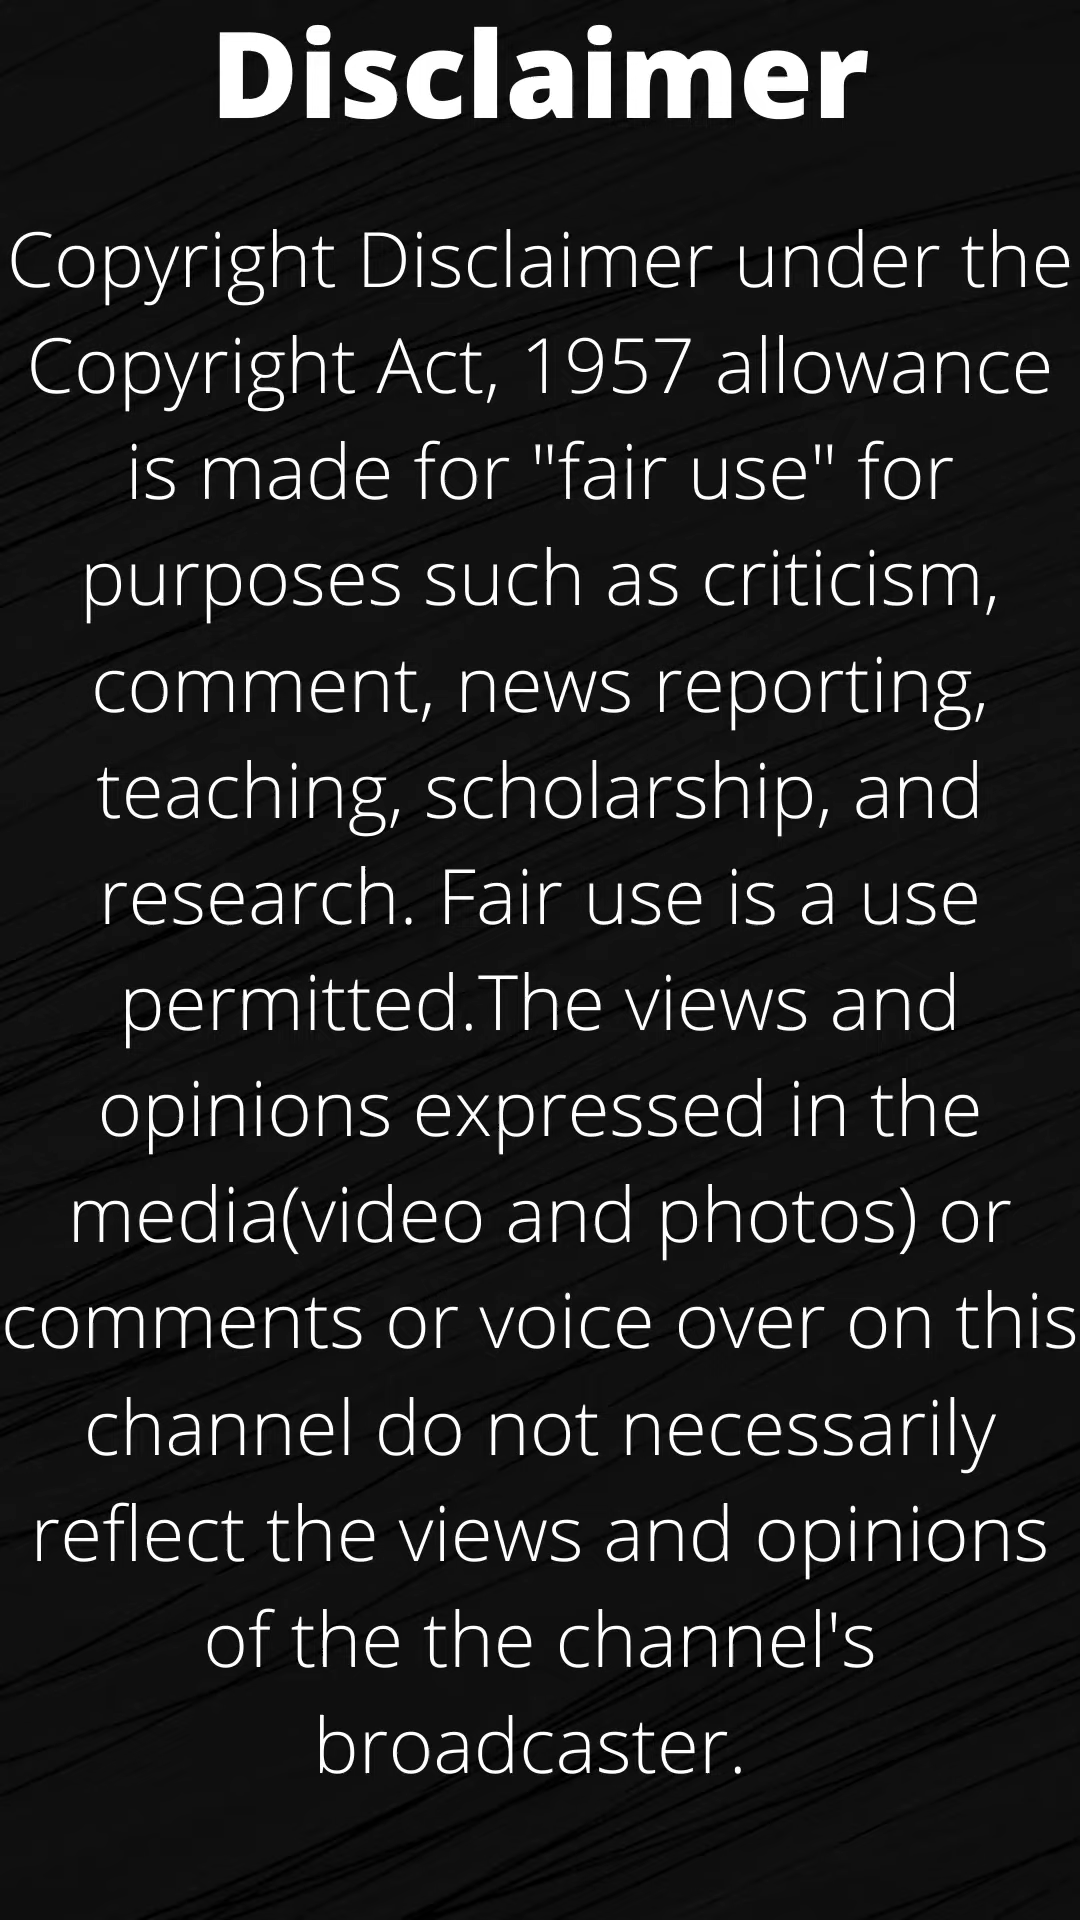 Disclaimer
Copyright Disclaimer under the
Copyright Act, 1957 allowance
is made for "fair use" for
purposes such as criticism,
comment, news reporting,
teaching, scholarship, and
research. Fair use is a use
permitted.The views and
opinions expressed in the
media(video and photos) or
comments or voice over on this
channel do not necessarily
reflect the views and opinions
of the the channel's
broadcaster.